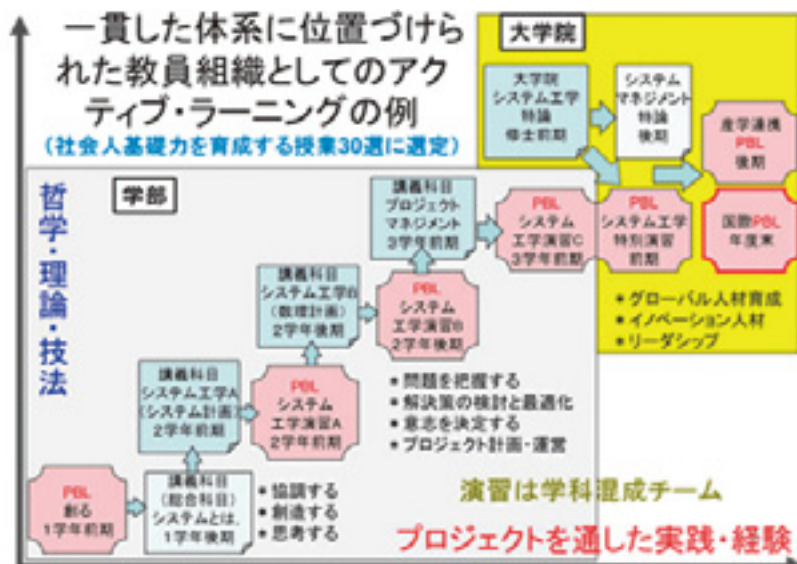 一貫した体系に位置づけら
れた教員組織としてのアク
ティブ・ラーニングの例
(社会人基礎力を育成する授業30選に選定)
大学院
大学院
システム工学
特論
修士前期
システム
マネジメント
特論
後期
産学連携
PBL
後期
学部
哲学・理論・技法
講義科目
プロジェクト
マネジメント
3学年前期
PBL
システム
工学演習C
3学年前期
PBL
システム工学
特別演習
前期
国際PBL
年度末
講義科目
システム工学B
(数理計画)
2学年後期
PBL
システム
工学演習B
2学年後期
*グローバル人材育成
*イノベーション人材
*リーダシップ
講義科目
システム工学A
(システム計画)
2学年前期
PBL
システム
工学演習A
2学年前期
*問題を把握する
*解決策の検討と最適化
*意志を決定する
*プロジェクト計画・運営
PBL
創る
1学年前期
講義科目
(総合科目)
システムとは,
1学年後期
*協調する
*創造する
*思考する
演習は学科混成チーム
プロジェクトを通した実践・経験